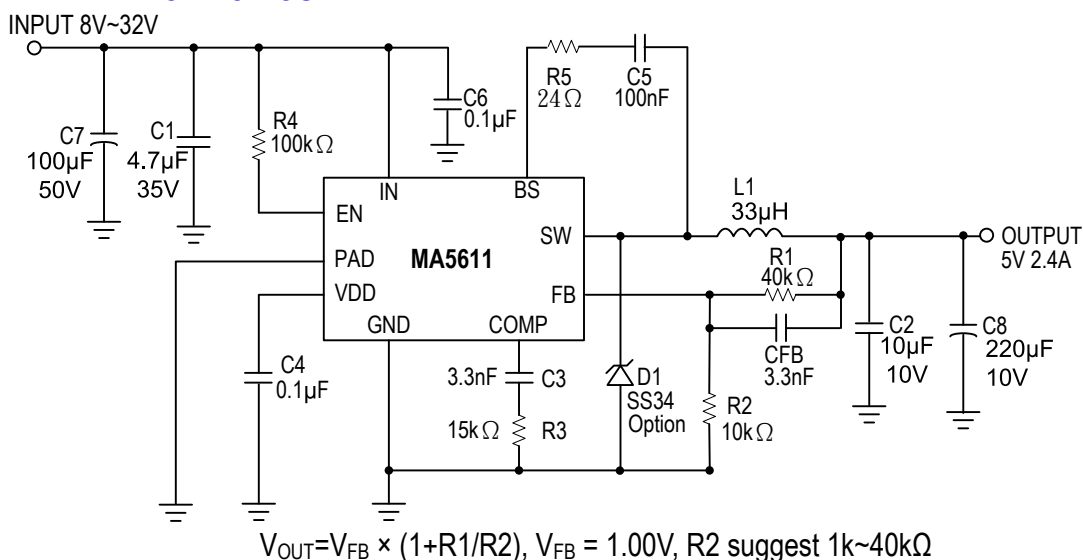 INPUT 8V~32V
C7
100µF
50V
C1
4.7µF
35V
R4
100kΩ
C6
0.1µF
R5
24Ω
C5
100nF
IN
BS
EN
PAD
VDD
GND
COMP
SW
FB
MA5611
L1
33µH
R1
40kΩ
CFB
3.3nF
OUTPUT
5V 2.4A
C2
10µF
10V
C8
220µF
10V
C4
0.1µF
3.3nF
C3
15kΩ
R3
D1
SS34
Option
R2
10kΩ
VOUT=VFB × (1+R1/R2), VFB = 1.00V, R2 suggest 1k~40kΩ